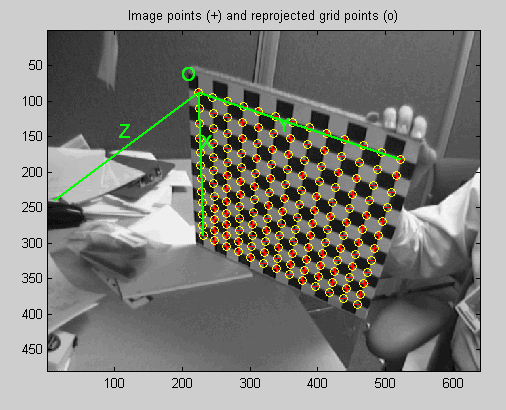 Image points (+) and reprojected grid points (o)
O
50
100
Z
X
Y
150
200
250
300
350
400
450
100 200 300 400 500 600